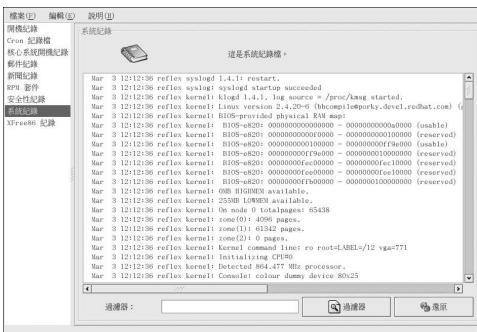 檔案(F) 編輯(E) 說明(H)
開機紀錄
Cron 紀錄檔
核心系統開機紀錄
郵件紀錄
新聞紀錄
RPM 套件
安全性紀錄
系統紀錄
XFree86 紀錄
系統紀錄
這是系統紀錄檔。
Mar 3 12:12:36 reflex syslogd 1.4.1: restart.
Mar 3 12:12:36 reflex syslog: syslogd startup succeeded
Mar 3 12:12:36 reflex kernel: klogd 1.4.1, log source = /proc/kmsg started.
Mar 3 12:12:36 reflex kernel: Linux version 2.4.20-6 (bhcompile@porky.devel.redhat.com) (
Mar 3 12:12:36 reflex kernel: BIOS-provided physical RAM map:
Mar 3 12:12:36 reflex kernel: BIOS-e820: 0000000000000000 - 00000000000a0000 (usable)
Mar 3 12:12:36 reflex kernel: BIOS-e820: 00000000000f0000 - 0000000000100000 (reserved)
Mar 3 12:12:36 reflex kernel: BIOS-e820: 0000000000100000 - 000000000ff9e000 (usable)
Mar 3 12:12:36 reflex kernel: BIOS-e820: 000000000ff9e000 - 0000000010000000 (reserved)
Mar 3 12:12:36 reflex kernel: BIOS-e820: 00000000fec00000 - 00000000fec10000 (reserved)
Mar 3 12:12:36 reflex kernel: BIOS-e820: 00000000fee00000 - 00000000fee10000 (reserved)
Mar 3 12:12:36 reflex kernel: BIOS-e820: 00000000ffb00000 - 0000000100000000 (reserved)
Mar 3 12:12:36 reflex kernel: 0MB HIGHMEM available.
Mar 3 12:12:36 reflex kernel: 255MB LOWMEM available.
Mar 3 12:12:36 reflex kernel: On node 0 totalpages: 65438
Mar 3 12:12:36 reflex kernel: zone(0): 4096 pages.
Mar 3 12:12:36 reflex kernel: zone(1): 61342 pages.
Mar 3 12:12:36 reflex kernel: zone(2): 0 pages.
Mar 3 12:12:36 reflex kernel: Kernel command line: ro root=LABEL=/12 vga=771
Mar 3 12:12:36 reflex kernel: Initializing CPU#0
Mar 3 12:12:36 reflex kernel: Detected 864.477 MHz processor.
Mar 3 12:12:36 reflex kernel: Console: colour dummy device 80x25
過濾器： 過濾器 還原